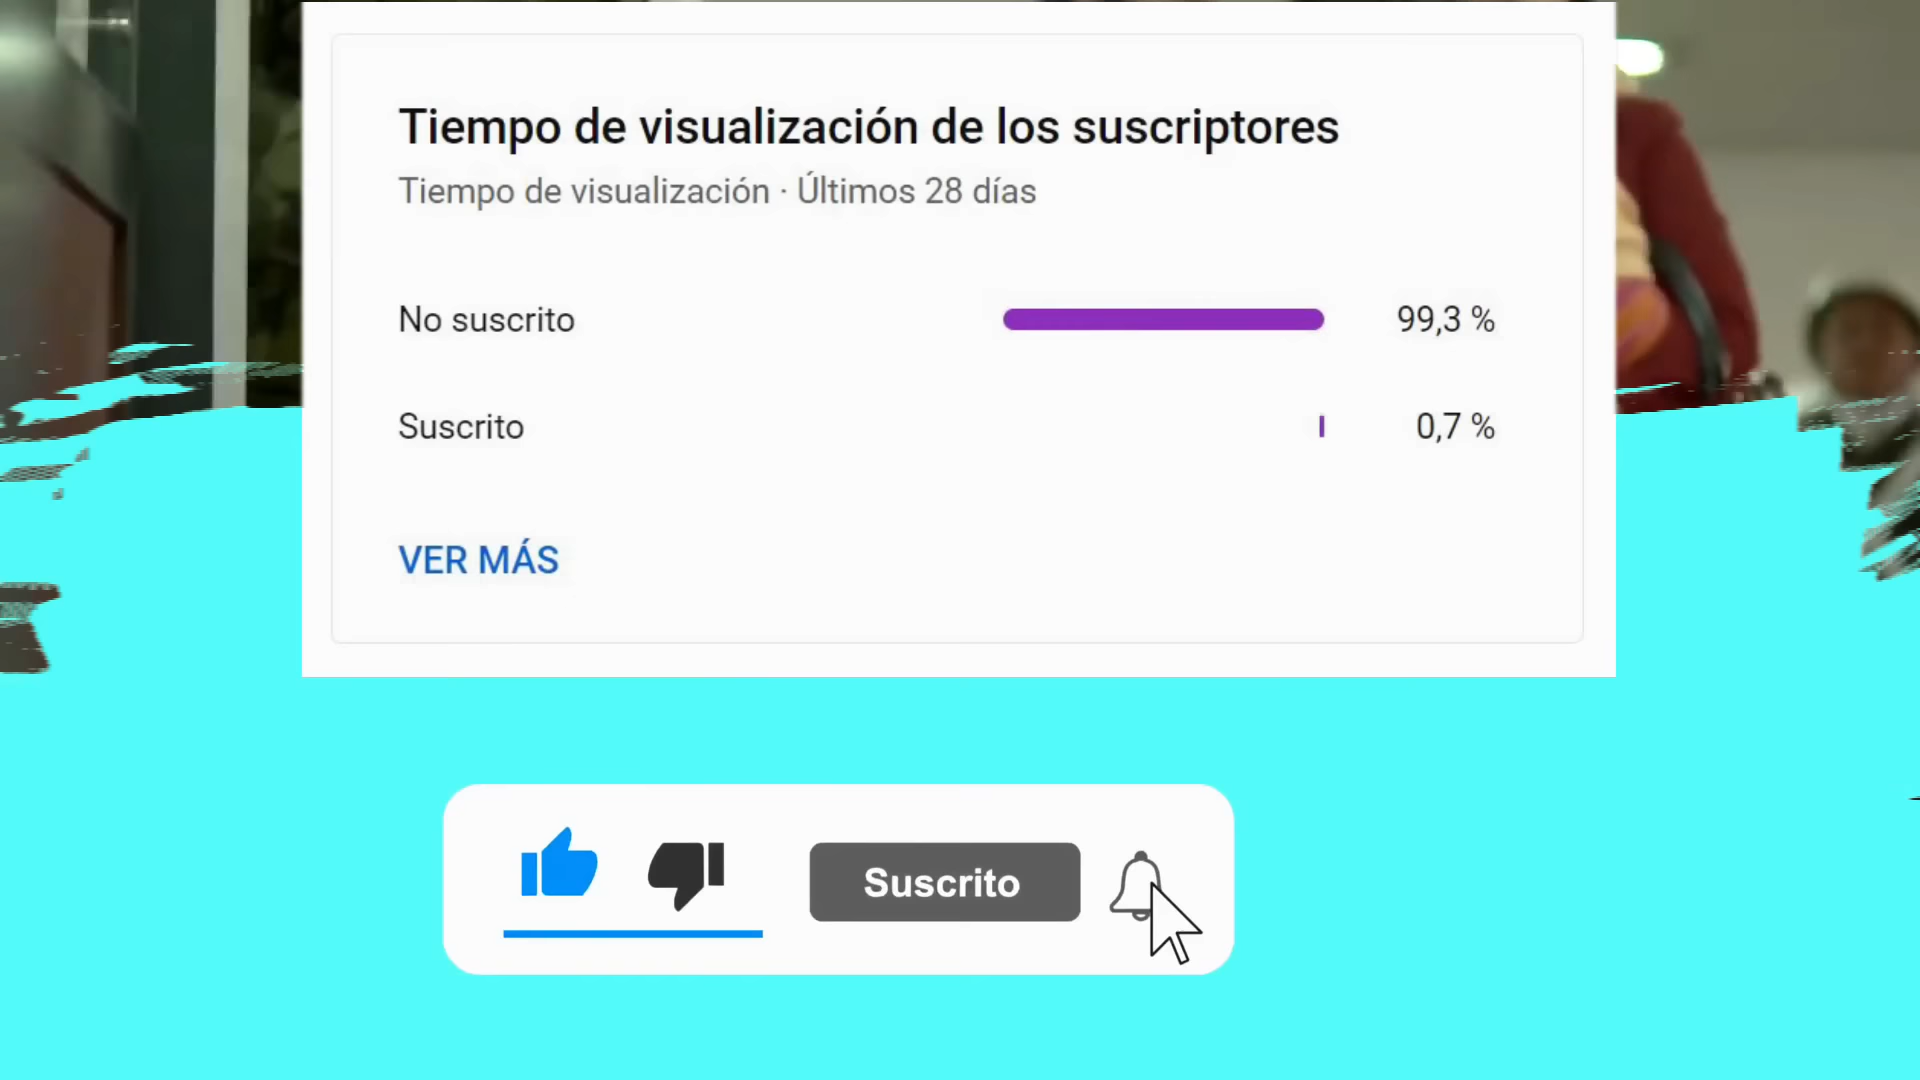 Tiempo de visualización de los suscriptores
Tiempo de visualización · Últimos 28 días
No suscrito 99,3 %
Suscrito 0,7 %
VER MÁS
Suscrito